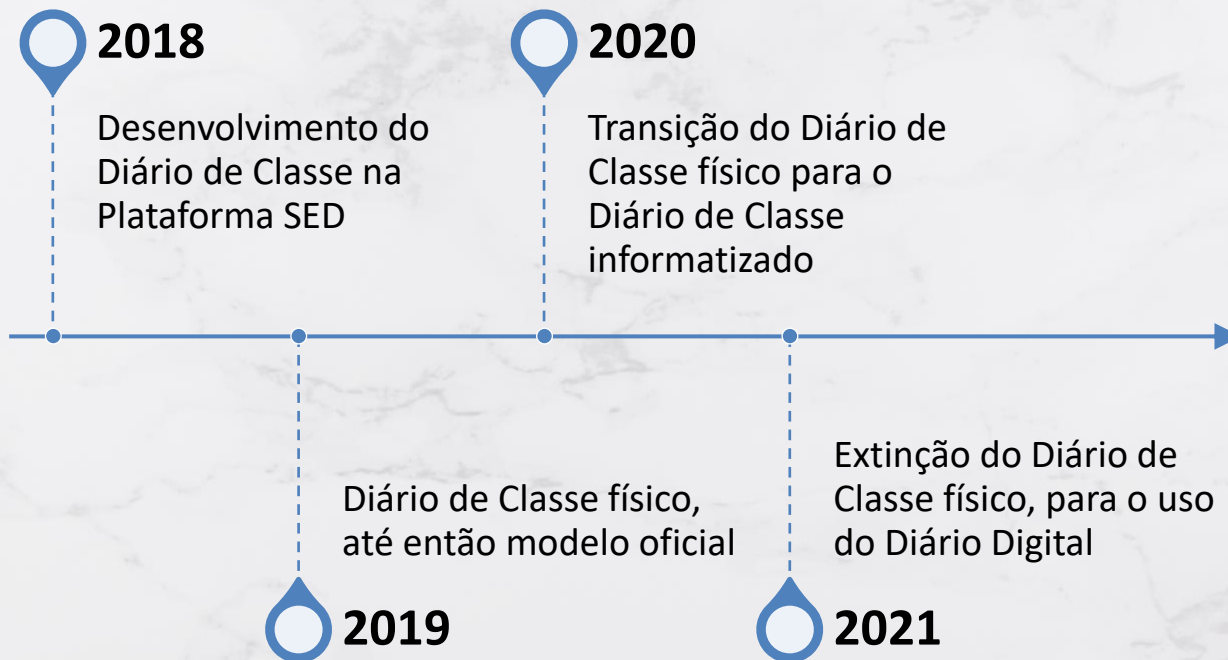 2018
Desenvolvimento do
Diário de Classe na
Plataforma SED
2020
Transição do Diário de
Classe físico para o
Diário de Classe
informatizado
Diário de Classe físico,
até então modelo oficial
2019
Extinção do Diário de
Classe físico, para o uso
do Diário Digital
2021